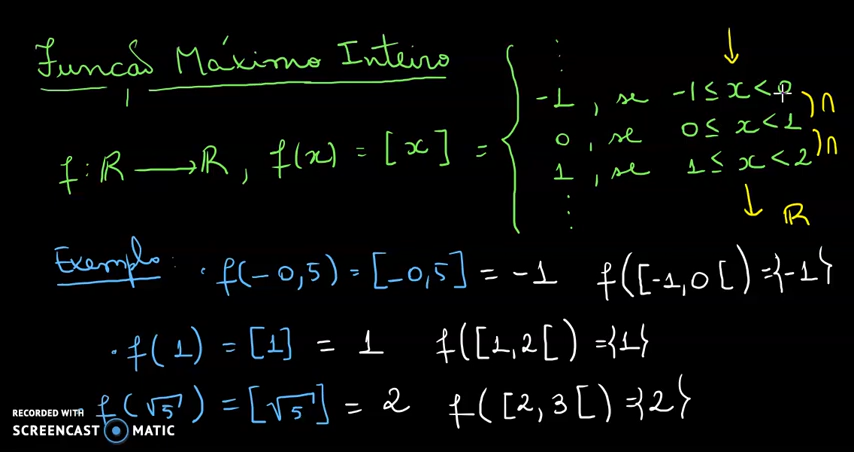 Função Máximo Inteiro
f: ℝ → ℝ, f(x) = [x] = {
⋮
-1, se -1 ≤ x < 0
0, se 0 ≤ x < 1
1, se 1 ≤ x < 2
⋮
∩
∩
ℝ
Exemplo:
· f(-0,5) = [-0,5] = -1 f([-1,0[) = {-1}
· f(1) = [1] = 1 f([1,2[) = {1}
f(√5) = [√5] = 2 f([2,3[) = {2}
RECORDED WITH
SCREENCAST MATIC